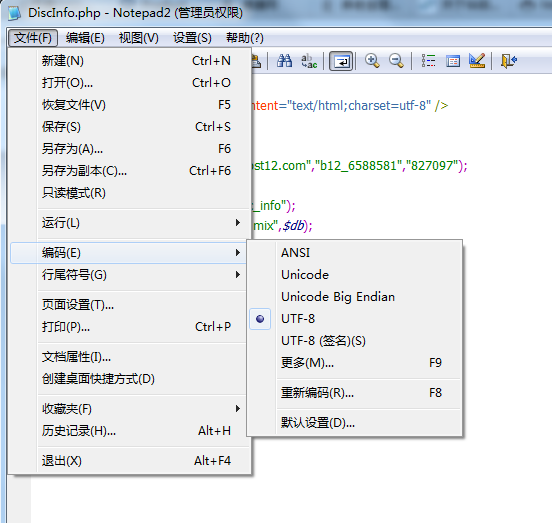 DiscInfo.php - Notepad2 (管理员权限)
文件(F) 编辑(E) 视图(V) 设置(S) 帮助(?)
新建(N) Ctrl+N
打开(O)... Ctrl+O
恢复文件(V) F5
ntent="text/html;charset=utf-8" />
保存(S) Ctrl+S
另存为(A)... F6
另存为副本(C)... Ctrl+F6
ost12.com","b12_6588581","827097");
只读模式(R)
_info");
运行(L)
mix",$db);
编码(E)
ANSI
行尾符号(G)
Unicode
Unicode Big Endian
页面设置(T)...
UTF-8
打印(P)... Ctrl+P
UTF-8 (签名)(S)
文档属性(I)...
更多(M)... F9
创建桌面快捷方式(D)
重新编码(R)... F8
收藏夹(F)
默认设置(D)...
历史记录(H)... Alt+H
退出(X) Alt+F4